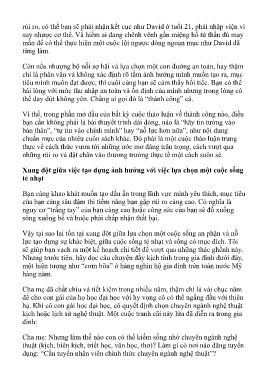 rủi ro, có thể bạn sẽ phải nhận kết cục như David ở tuổi 21, phải nhập viện vì
suy nhược cơ thể. Và hiếm ai đang chênh vênh gần miệng hố tử thần đủ may
mắn để có thể thực hiện một cuộc lội ngược dòng ngoạn mục như David đã
từng làm.
Còn nếu nhượng bộ nỗi sợ hãi và lựa chọn một con đường an toàn, hay thậm
chí là phân vân và không xác định rõ tầm ảnh hưởng mình muốn tạo ra, mục
tiêu mình muốn đạt được, thì cuối cùng bạn sẽ cảm thấy hối tiếc. Bạn có thể
hài lòng với mức thu nhập an toàn và ổn định của mình nhưng trong lòng có
thể dạy dứt không yên. Chẳng ai gọi đó là “thành công” cả.
Vì thế, trong phần mở đầu của bất kỳ cuộc thảo luận về thành công nào, điều
bạn cần không phải là bài thuyết trình dài dòng, nào là “hãy tin tưởng vào
bản thân”, “tự tin vào chính mình” hay “nỗ lực hơn nữa”, như nội dung
chuẩn mực của nhiều cuốn sách khác. Đó phải là một cuộc thảo luận trung
thực về cách thức vươn tới những ước mơ đáng trân trọng, cách vượt qua
những rủi ro và đặt chân vào thương trường thực tế một cách suôn sẻ.
Xung đột giữa việc tạo dựng ảnh hưởng với việc lựa chọn một cuộc sống
tẻ nhạt
Bạn càng khao khát muốn tạo dấu ấn trong lĩnh vực mình yêu thích, mục tiêu
của bạn càng sâu đậm thì tiềm năng bạn gặp rủi ro càng cao. Có nghĩa là
nguy cơ “trắng tay” của bạn càng cao hoặc công sức của bạn sẽ đổ xuống
sông xuống bể và buộc phải chấp nhận thất bại.
Vậy tại sao lại tồn tại xung đột giữa lựa chọn một cuộc sống an phận và nỗ
lực tạo dựng sự khác biệt, giữa cuộc sống tẻ nhạt và sống có mục đích. Tôi
sẽ giúp bạn vạch ra một kế hoạch chi tiết để vượt qua những thác ghềnh này.
Nhưng trước tiên, hãy đọc câu chuyện đầy kịch tính trong gia đình dưới đây,
một hiện tượng như “cơm bữa” ở hàng nghìn hộ gia đình trên toàn nước Mỹ
hàng năm.
Cha mẹ đã chắt chiu và tiết kiệm trong nhiều năm, thậm chí là vài chục năm
để cho con gái của họ học đại học với hy vọng cô có thể ngẩng đầu với thiên
hạ. Khi cô con gái học đại học, cô quyết định chọn chuyên ngành nghệ thuật
kịch hoặc lịch sử nghệ thuật. Một cuộc tranh cãi nảy lửa đã diễn ra trong gia
đình:
Cha mẹ: Nhưng làm thế nào con có thể kiếm sống nhờ chuyên ngành nghệ
thuật (kịch, biên kịch, triết học, văn học, thơ)? Làm gì có nơi nào đăng tuyển
dụng: “Cần tuyển nhân viên chính thức chuyên ngành nghệ thuật”?